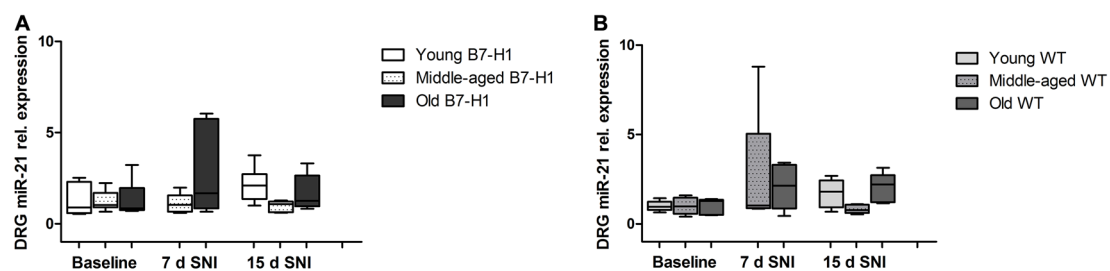 A
DRG miR-21 rel. expression
10
5
0
Baseline
7 d SNI
15 d SNI
Young B7-H1
Middle-aged B7-H1
Old B7-H1
B
DRG miR-21 rel. expression
10
5
0
Baseline
7 d SNI
15 d SNI
Young WT
Middle-aged WT
Old WT